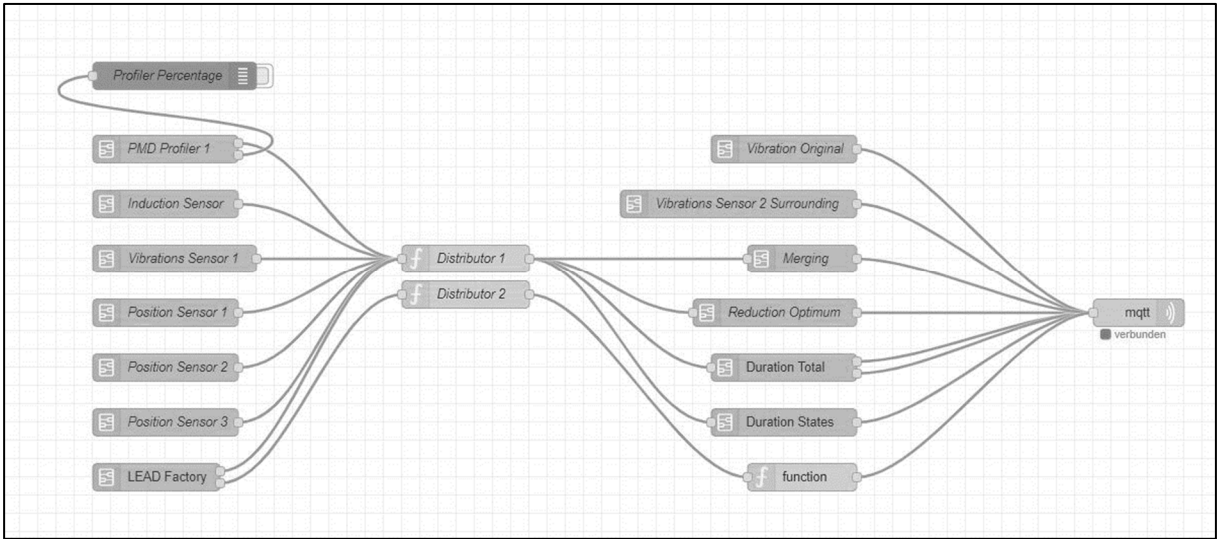 Profiler Percentage
PMD Profiler 1
Induction Sensor
Vibrations Sensor 1
Position Sensor 1
Position Sensor 2
Position Sensor 3
LEAD Factory
Distributor 1
Distributor 2
Vibration Original
Vibrations Sensor 2 Surrounding
Merging
Reduction Optimum
Duration Total
Duration States
function
mqtt
verbunden